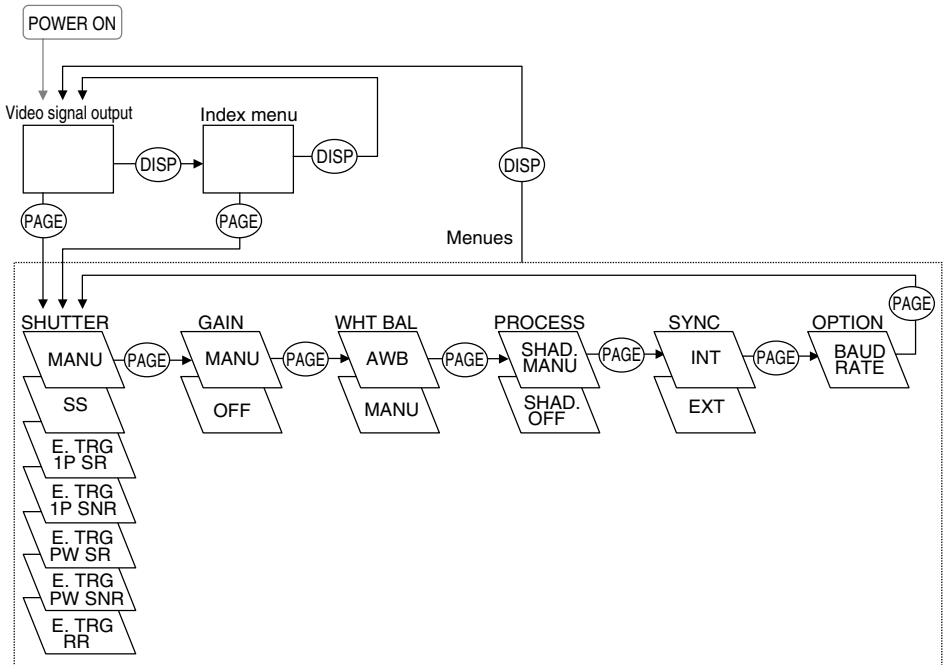 POWER ON
Video signal output
Index menu
DISP
DISP
DISP
PAGE
PAGE
Menues
PAGE
SHUTTER
GAIN
WHT BAL
PROCESS
SYNC
OPTION
MANU
PAGE
MANU
PAGE
AWB
PAGE
SHAD.
MANU
PAGE
INT
PAGE
BAUD
RATE
SS
OFF
MANU
SHAD.
OFF
EXT
E. TRG
1P SR
E. TRG
1P SNR
E. TRG
PW SR
E. TRG
PW SNR
E. TRG
RR